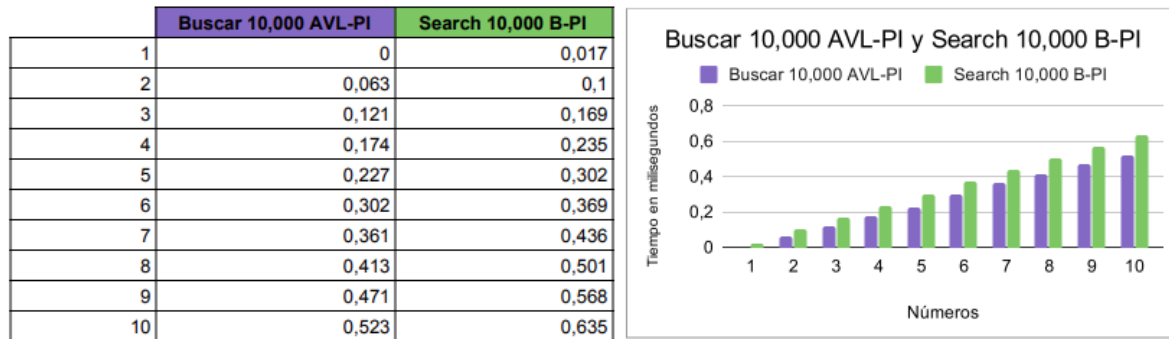 Buscar 10,000 AVL-PI Search 10,000 B-PI
1 0 0,017
2 0,063 0,1
3 0,121 0,169
4 0,174 0,235
5 0,227 0,302
6 0,302 0,369
7 0,361 0,436
8 0,413 0,501
9 0,471 0,568
10 0,523 0,635
Buscar 10,000 AVL-PI y Search 10,000 B-PI
Buscar 10,000 AVL-PI Search 10,000 B-PI
Tiempo en milisegundos
0,8
0,6
0,4
0,2
0
1 2 3 4 5 6 7 8 9 10
Números